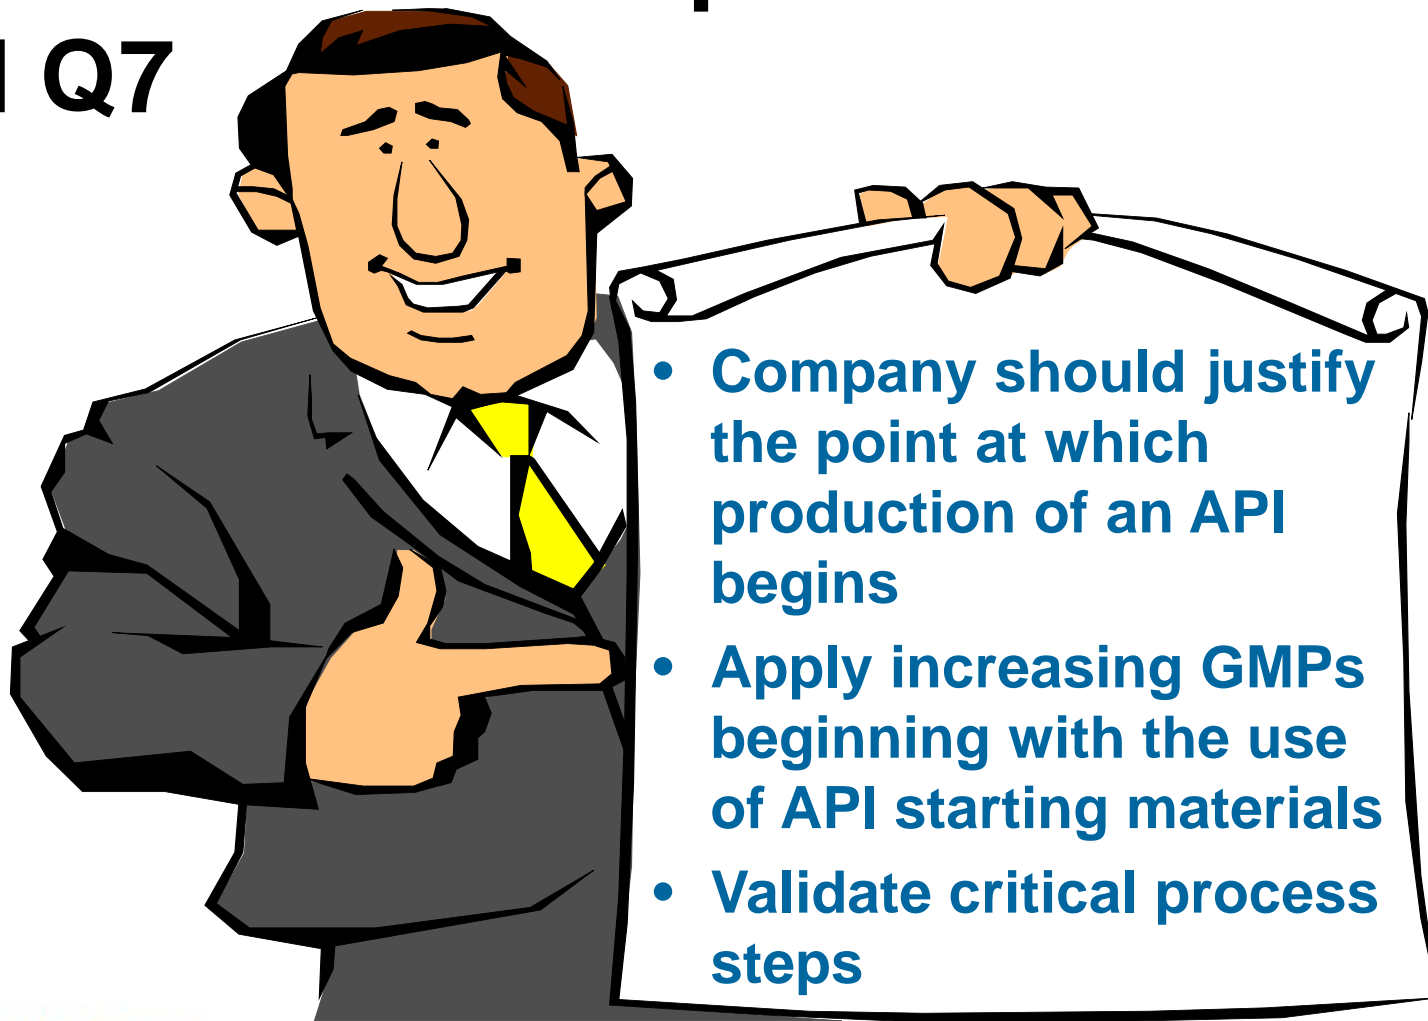 Q7
• Company should justify
the point at which
production of an API
begins
• Apply increasing GMPs
beginning with the use
of API starting materials
• Validate critical process
steps